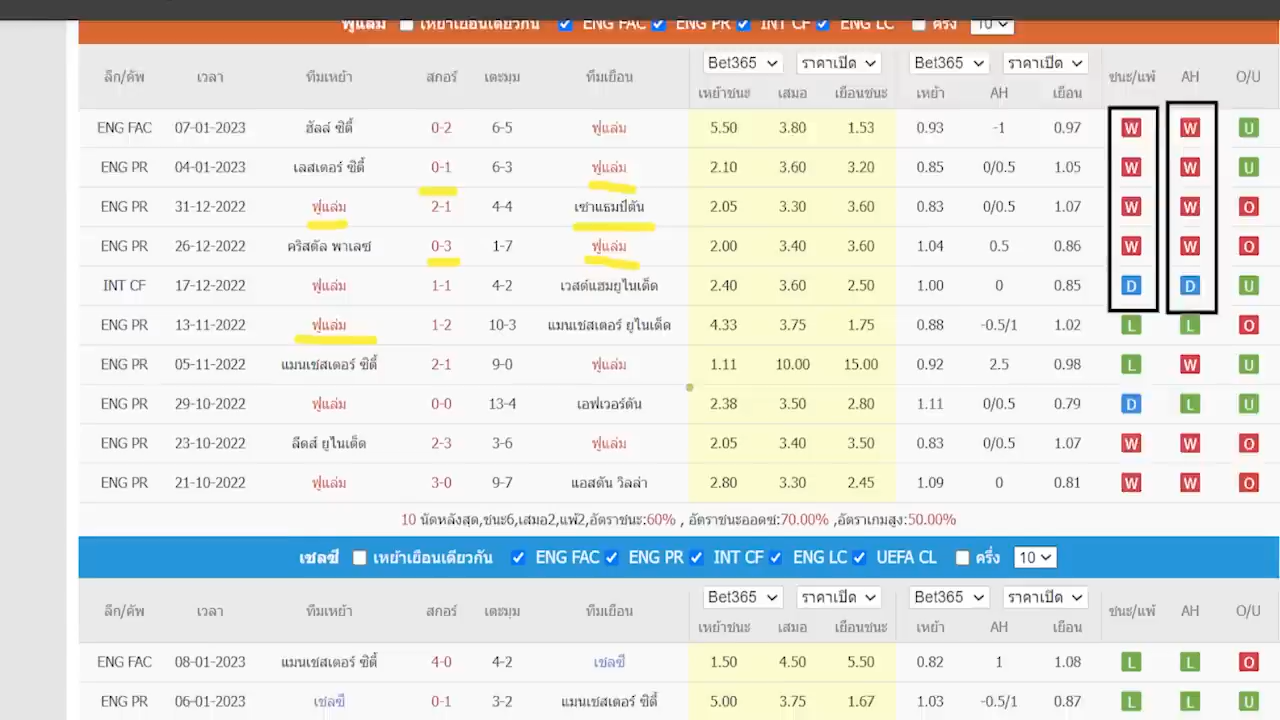 ฟูแล่ม เหย้าเยือนเดียวกัน ENG FAC ENG PR INT CF ENG LC ครึ่ง 10
Bet365 ราคาเปิด Bet365 ราคาเปิด
ลีก/คัพ เวลา ทีมเหย้า สกอร์ เตะมุม ทีมเยือน ชนะ/แพ้ AH O/U
เหย้าชนะ เสมอ เยือนชนะ เหย้า AH เยือน
ENG FAC 07-01-2023 ฮัลล์ ซิตี้ 0-2 6-5 ฟูแล่ม 5.50 3.80 1.53 0.93 -1 0.97 W W U
ENG PR 04-01-2023 เลสเตอร์ ซิตี้ 0-1 6-3 ฟูแล่ม 2.10 3.60 3.20 0.85 0/0.5 1.05 W W U
ENG PR 31-12-2022 ฟูแล่ม 2-1 4-4 เซาแธมป์ตัน 2.05 3.30 3.60 0.83 0/0.5 1.07 W W O
ENG PR 26-12-2022 คริสตัล พาเลซ 0-3 1-7 ฟูแล่ม 2.00 3.40 3.60 1.04 0.5 0.86 W W O
INT CF 17-12-2022 ฟูแล่ม 1-1 4-2 เวสต์แฮมยูไนเต็ด 2.40 3.60 2.50 1.00 0 0.85 D D U
ENG PR 13-11-2022 ฟูแล่ม 1-2 10-3 แมนเชสเตอร์ ยูไนเต็ด 4.33 3.75 1.75 0.88 -0.5/1 1.02 L L O
ENG PR 05-11-2022 แมนเชสเตอร์ ซิตี้ 2-1 9-0 ฟูแล่ม 1.11 10.00 15.00 0.92 2.5 0.98 L W U
ENG PR 29-10-2022 ฟูแล่ม 0-0 13-4 เอฟเวอร์ตัน 2.38 3.50 2.80 1.11 0/0.5 0.79 D L U
ENG PR 23-10-2022 ลีดส์ ยูไนเต็ด 2-3 3-6 ฟูแล่ม 2.05 3.40 3.50 0.83 0/0.5 1.07 W W O
ENG PR 21-10-2022 ฟูแล่ม 3-0 9-7 แอสตัน วิลล่า 2.80 3.30 2.45 1.09 0 0.81 W W O
10 นัดหลังสุด,ชนะ6,เสมอ2,แพ้2,อัตราชนะ:60% , อัตราชนะออดซ์:70.00% ,อัตราเกมสูง:50.00%
เชลซี เหย้าเยือนเดียวกัน ENG FAC ENG PR INT CF ENG LC UEFA CL ครึ่ง 10
Bet365 ราคาเปิด Bet365 ราคาเปิด
ลีก/คัพ เวลา ทีมเหย้า สกอร์ เตะมุม ทีมเยือน ชนะ/แพ้ AH O/U
เหย้าชนะ เสมอ เยือนชนะ เหย้า AH เยือน
ENG FAC 08-01-2023 แมนเชสเตอร์ ซิตี้ 4-0 4-2 เชลซี 1.50 4.50 5.50 0.82 1 1.08 L L O
ENG PR 06-01-2023 เชลซี 0-1 3-2 แมนเชสเตอร์ ซิตี้ 5.00 3.75 1.67 1.03 -0.5/1 0.87 L L U